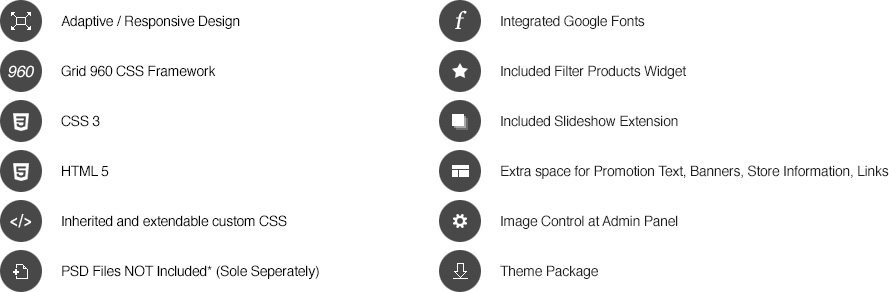 Adaptive / Responsive Design
960 Grid 960 CSS Framework
CSS 3
HTML 5
</> Inherited and extendable custom CSS
PSD Files NOT Included* (Sole Seperately)
f Integrated Google Fonts
Included Filter Products Widget
Included Slideshow Extension
Extra space for Promotion Text, Banners, Store Information, Links
Image Control at Admin Panel
Theme Package